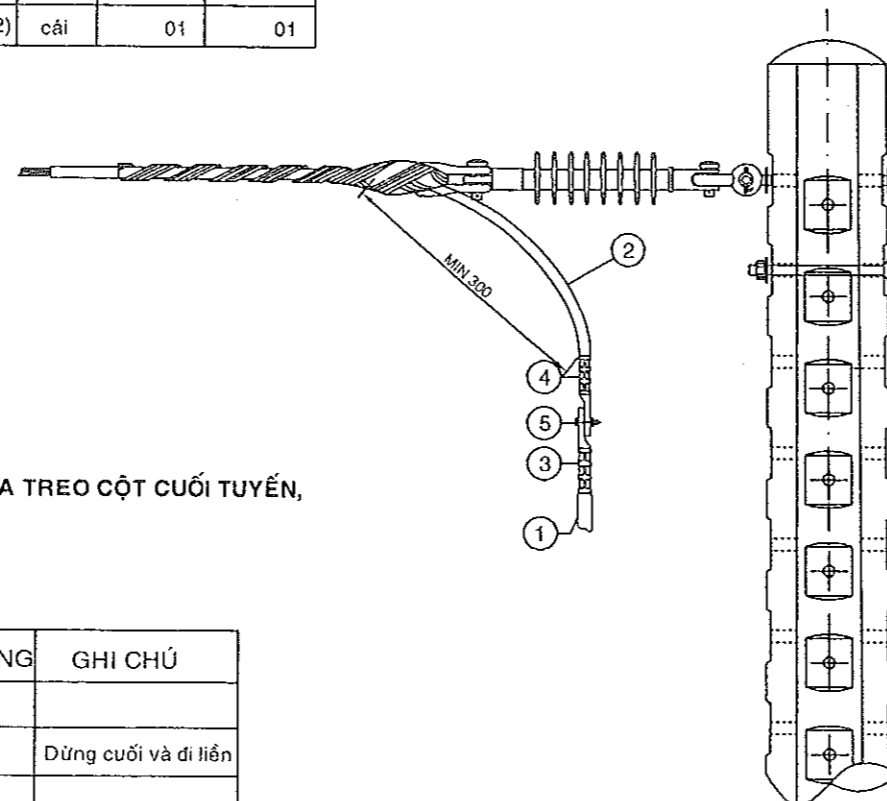 cái 01 01
2
MIN 300
4
5
3
1
A TREO CỘT CUỐI TUYẾN,
NG GHI CHÚ
Dừng cuối và đi liền